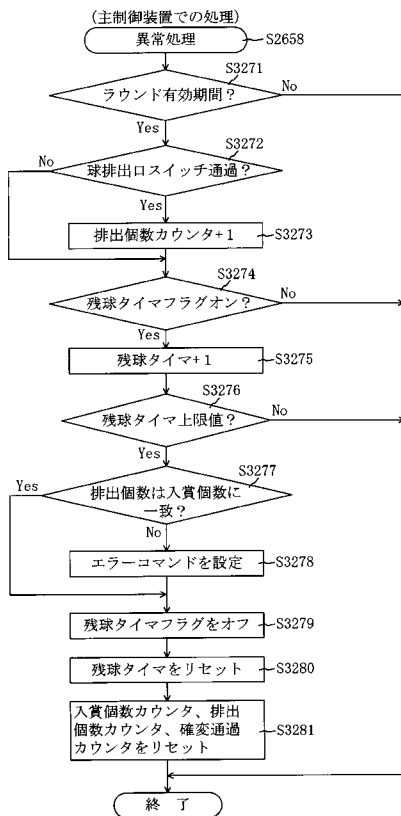 (主制御装置での処理)
異常処理
S2658
S3271
ラウンド有効期間?
No
Yes
S3272
球排出口スイッチ通過?
No
Yes
排出個数カウンタ+1
S3273
S3274
残球タイマフラグオン?
No
Yes
残球タイマ+1
S3275
S3276
残球タイマ上限値?
No
Yes
S3277
排出個数は入賞個数に
一致?
Yes
No
エラーコマンドを設定
S3278
残球タイマフラグをオフ
S3279
残球タイマをリセット
S3280
入賞個数カウンタ、排出
個数カウンタ、確変通過
カウンタをリセット
S3281
終 了